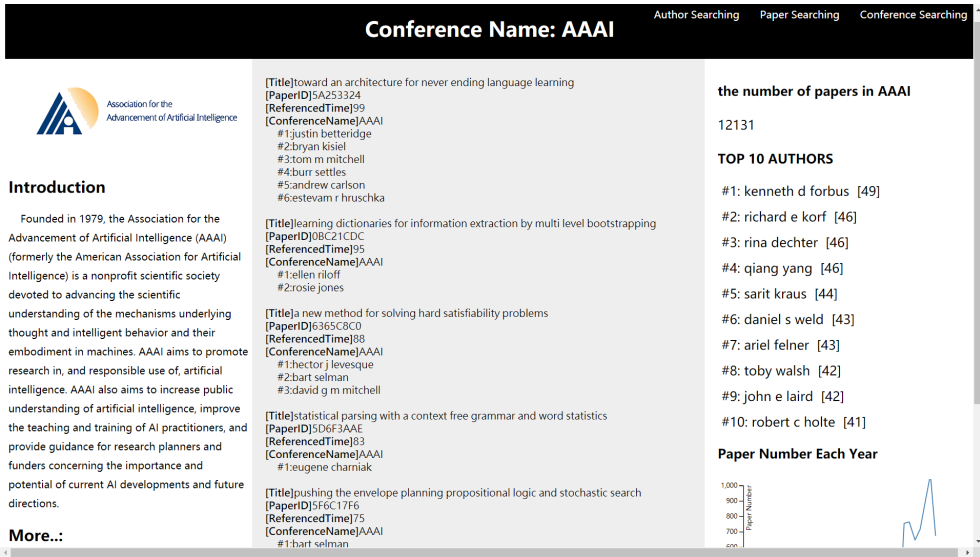 Author Searching Paper Searching Conference Searching
Conference Name: AAAI
Association for the
Advancement of Artificial Intelligence
Introduction
Founded in 1979, the Association for the
Advancement of Artificial Intelligence (AAAI)
(formerly the American Association for Artificial
Intelligence) is a nonprofit scientific society
devoted to advancing the scientific
understanding of the mechanisms underlying
thought and intelligent behavior and their
embodiment in machines. AAAI aims to promote
research in, and responsible use of, artificial
intelligence. AAAI also aims to increase public
understanding of artificial intelligence, improve
the teaching and training of AI practitioners, and
provide guidance for research planners and
funders concerning the importance and
potential of current AI developments and future
directions.
More..:
[Title]toward an architecture for never ending language learning
[PaperID]5A253324
[ReferencedTime]99
[ConferenceName]AAAI
#1:justin betteridge
#2:bryan kisiel
#3:tom m mitchell
#4:burr settles
#5:andrew carlson
#6:estevam r hruschka
[Title]learning dictionaries for information extraction by multi level bootstrapping
[PaperID]0BC21CDC
[ReferencedTime]95
[ConferenceName]AAAI
#1:ellen riloff
#2:rosie jones
[Title]a new method for solving hard satisfiability problems
[PaperID]6365C8C0
[ReferencedTime]88
[ConferenceName]AAAI
#1:hector j levesque
#2:bart selman
#3:david g m mitchell
[Title]statistical parsing with a context free grammar and word statistics
[PaperID]5D6F3AAE
[ReferencedTime]83
[ConferenceName]AAAI
#1:eugene charniak
[Title]pushing the envelope planning propositional logic and stochastic search
[PaperID]5F6C17F6
[ReferencedTime]75
[ConferenceName]AAAI
#1:bart selman
the number of papers in AAAI
12131
TOP 10 AUTHORS
#1: kenneth d forbus [49]
#2: richard e korf [46]
#3: rina dechter [46]
#4: qiang yang [46]
#5: sarit kraus [44]
#6: daniel s weld [43]
#7: ariel felner [43]
#8: toby walsh [42]
#9: john e laird [42]
#10: robert c holte [41]
Paper Number Each Year
1,000
900
800
700
600
Paper Number